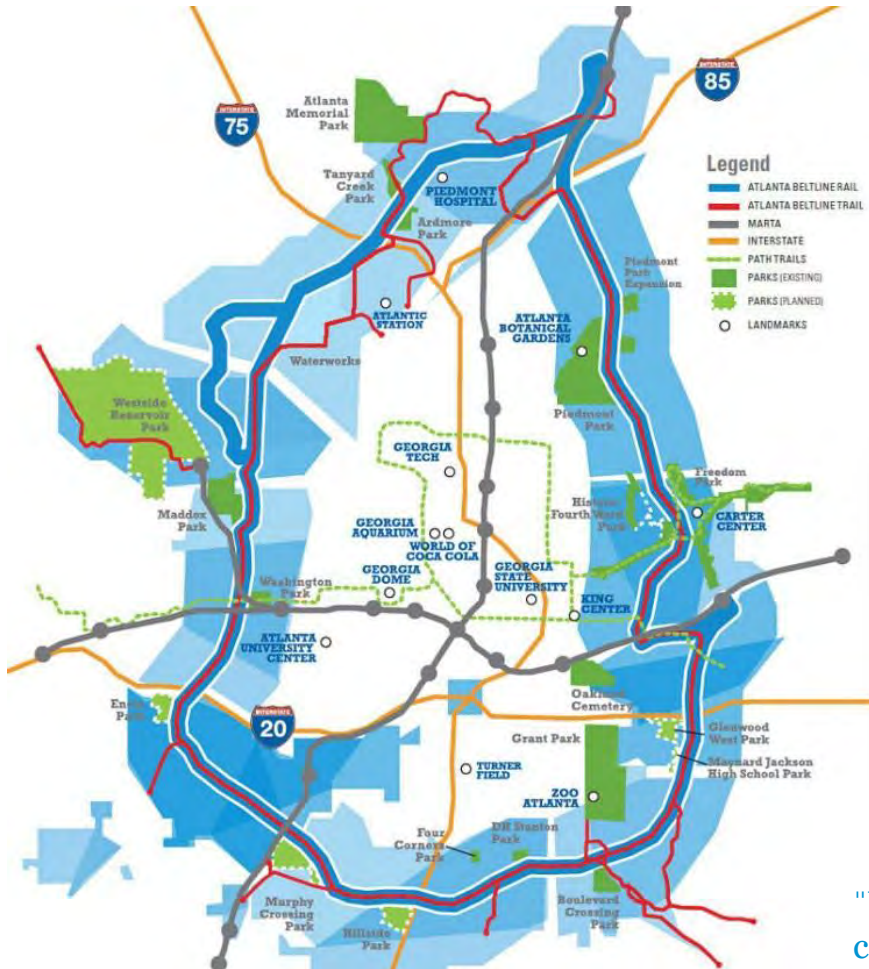 INTERSTATE
85
INTERSTATE
75
Atlanta
Memorial
Park
Legend
ATLANTA BELTLINE RAIL
ATLANTA BELTLINE TRAIL
MARTA
INTERSTATE
PATH TRAILS
PARKS (EXISTING)
PARKS (PLANNED)
LANDMARKS
Tanyard
Creek
Park
PIEDMONT
HOSPITAL
Ardmore
Park
Piedmont
Park
Expansion
ATLANTIC
STATION
ATLANTA
BOTANICAL
GARDENS
Waterworks
Westside
Reservoir
Park
Piedmont
Park
GEORGIA
TECH
Freedom
Park
Maddox
Park
Historic
Fourth Ward
Park
CARTER
CENTER
GEORGIA
AQUARIUM
WORLD OF
COCA COLA
GEORGIA
DOME
GEORGIA
STATE
UNIVERSITY
Washington
Park
KING
CENTER
ATLANTA
UNIVERSITY
CENTER
Oakland
Cemetery
Park
INTERSTATE
20
Grant Park
Glenwood
West Park
Maynard Jackson
High School Park
TURNER
FIELD
ZOO
ATLANTA
Four
Corners
Park
DH Stanton
Park
Murphy
Crossing
Park
Hillside
Park
Boulevard
Crossing
Park